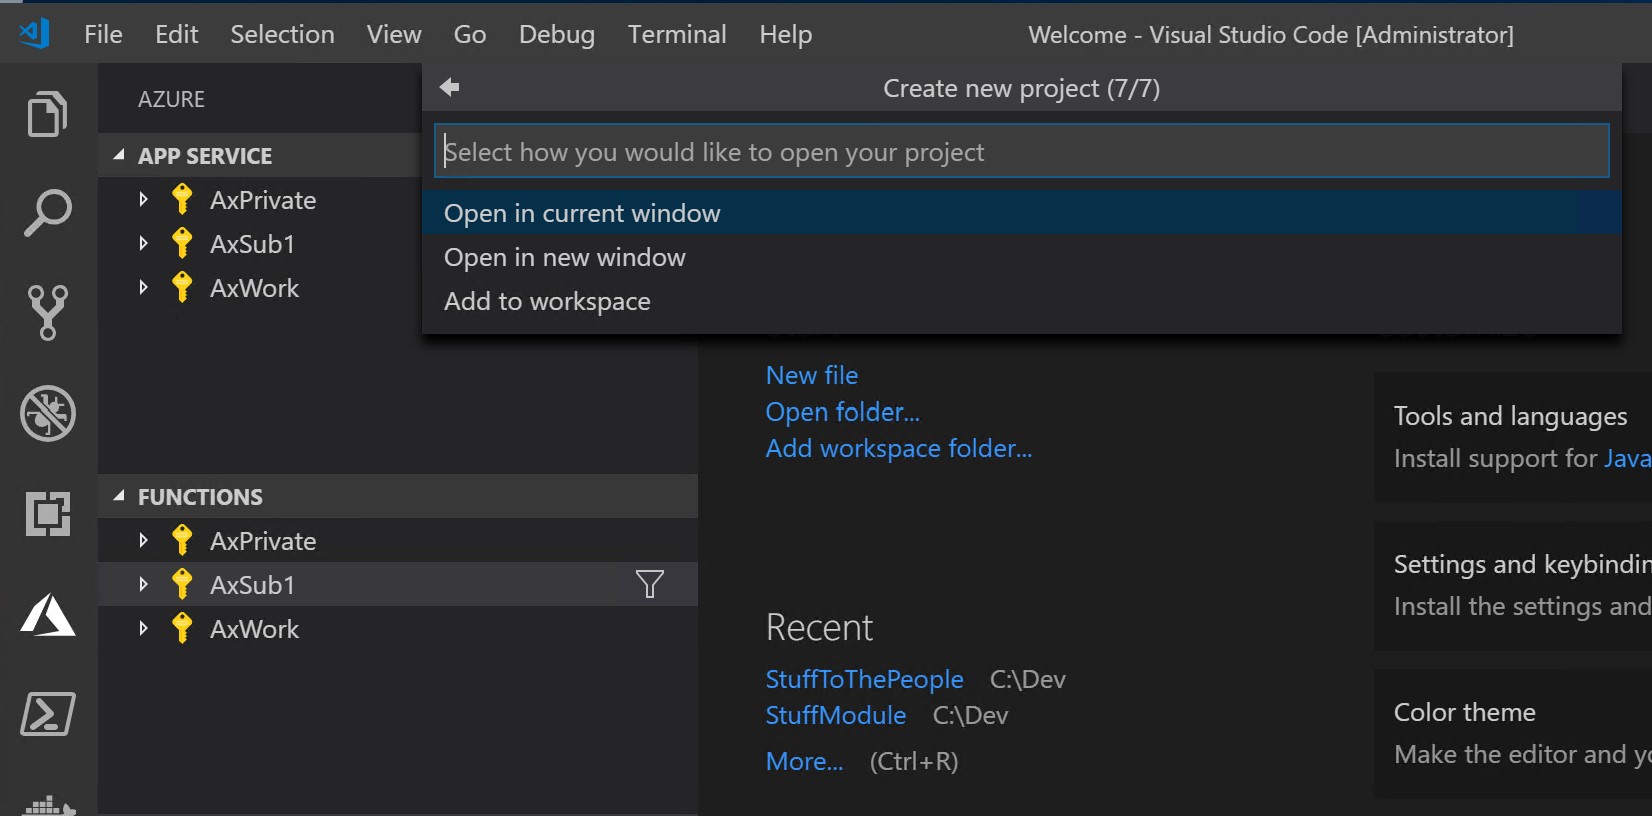 File Edit Selection View Go Debug Terminal Help Welcome - Visual Studio Code [Administrator]
AZURE
APP SERVICE
AxPrivate
AxSub1
AxWork
FUNCTIONS
AxPrivate
AxSub1
AxWork
Create new project (7/7)
Select how you would like to open your project
Open in current window
Open in new window
Add to workspace
New file
Open folder...
Add workspace folder...
Recent
StuffToThePeople C:\Dev
StuffModule C:\Dev
More... (Ctrl+R)
Tools and languages
Install support for Java
Settings and keybindin
Install the settings and
Color theme
Make the editor and yo